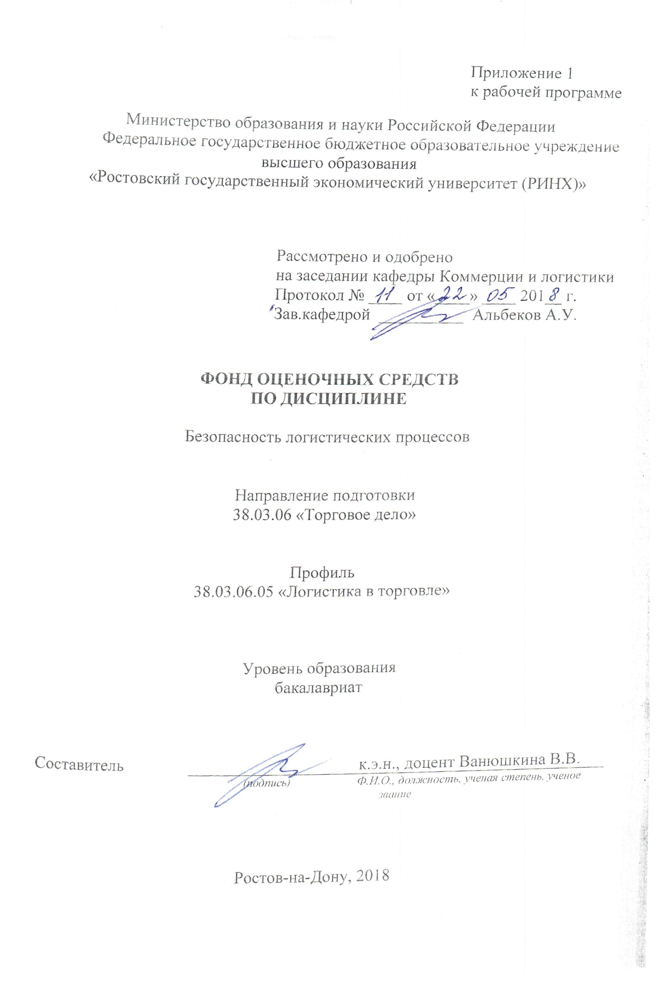 Приложение 1
к рабочей программе
Министерство образования и науки Российской Федерации
Федеральное государственное бюджетное образовательное учреждение
высшего образования
«Ростовский государственный экономический университет (РИНХ)»
Рассмотрено и одобрено
на заседании кафедры Коммерции и логистики
Протокол № 11 от «22» 05 2018 г.
Зав.кафедрой Альбеков А.У.
ФОНД ОЦЕНОЧНЫХ СРЕДСТВ
ПО ДИСЦИПЛИНЕ
Безопасность логистических процессов
Направление подготовки
38.03.06 «Торговое дело»
Профиль
38.03.06.05 «Логистика в торговле»
Уровень образования
бакалавриат
Составитель к.э.н., доцент Ванюшкина В.В.
(подпись) Ф.И.О., должность, ученая степень, ученое
звание
Ростов-на-Дону, 2018